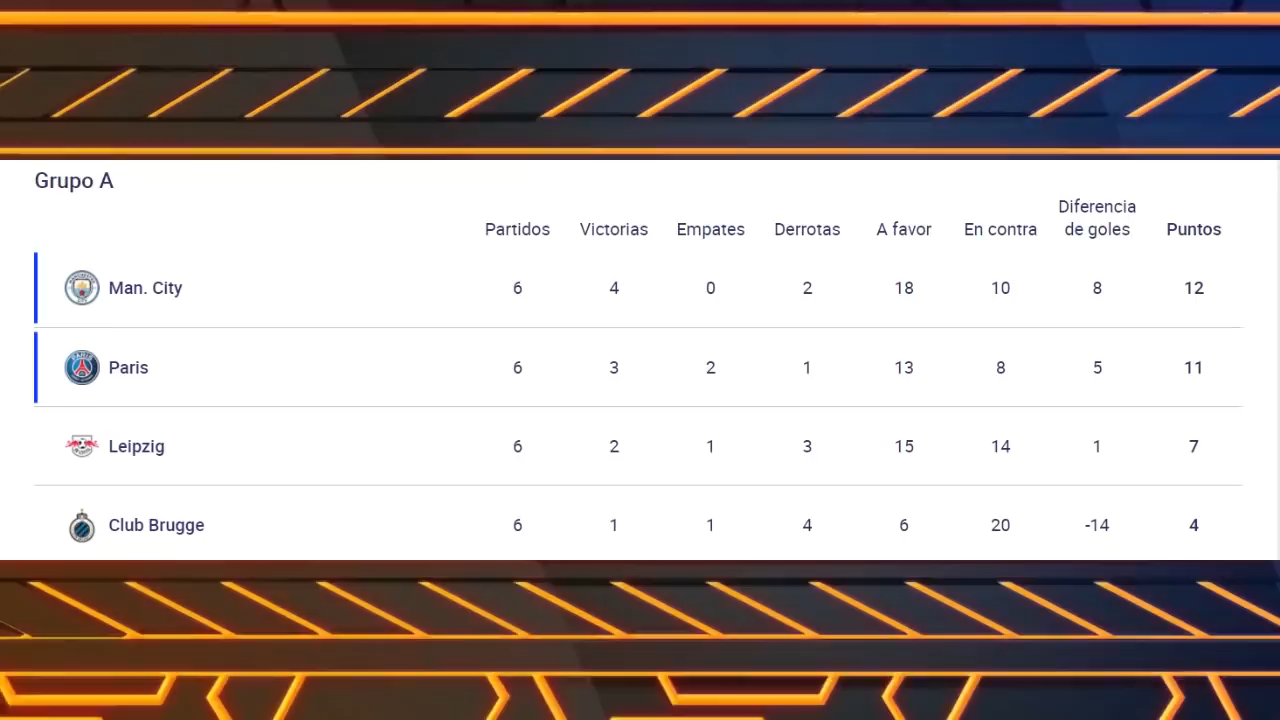 Grupo A
Partidos Victorias Empates Derrotas A favor En contra Diferencia de goles Puntos
Man. City 6 4 0 2 18 10 8 12
Paris 6 3 2 1 13 8 5 11
Leipzig 6 2 1 3 15 14 1 7
Club Brugge 6 1 1 4 6 20 -14 4